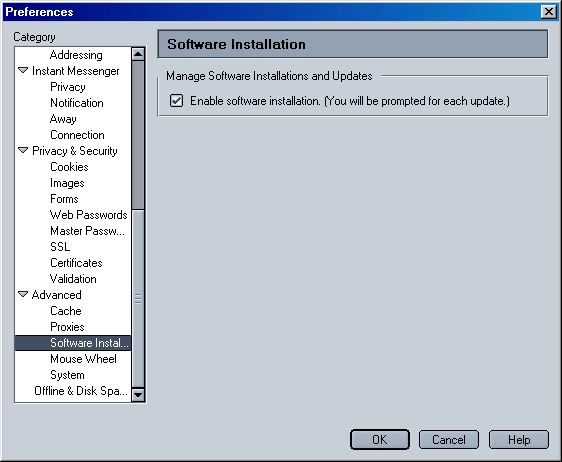 Preferences
Category
Addressing
Instant Messenger
Privacy
Notification
Away
Connection
Privacy & Security
Cookies
Images
Forms
Web Passwords
Master Passw...
SSL
Certificates
Validation
Advanced
Cache
Proxies
Software Instal...
Mouse Wheel
System
Offline & Disk Spa...
Software Installation
Manage Software Installations and Updates
Enable software installation. (You will be prompted for each update.)
OK
Cancel
Help